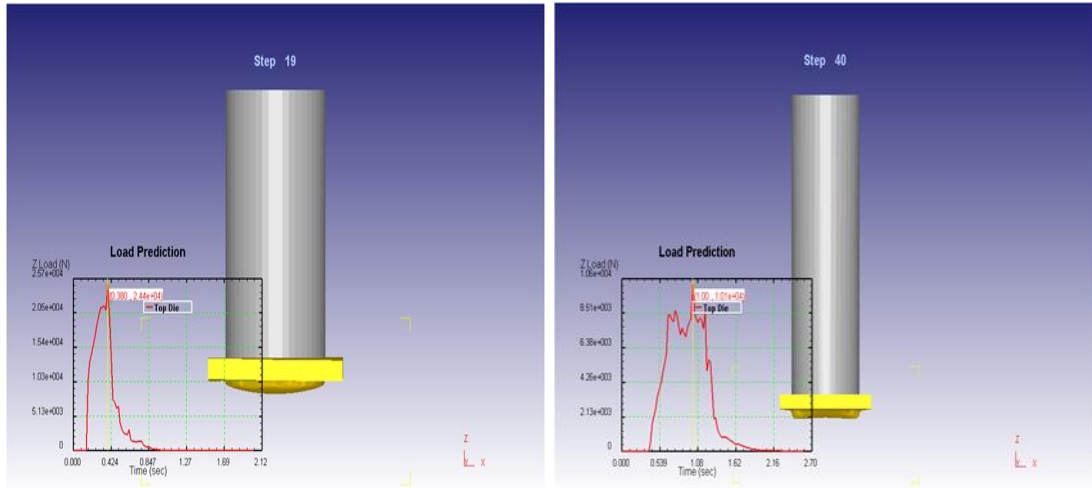 Step 19
Load Prediction
Z Load (N)
2.57e+004
(0.380 , 2.44e+04)
Top Die
2.05e+004
1.54e+004
1.03e+004
5.13e+003
0
0.000 0.424 0.847 1.27 1.69 2.12
Time (sec)
Z
X
Step 40
Load Prediction
Z Load (N)
1.06e+004
(1.00 , 1.01e+04)
Top Die
8.51e+003
6.38e+003
4.26e+003
2.13e+003
0
0.000 0.539 1.08 1.62 2.16 2.70
Time (sec)
Z
X